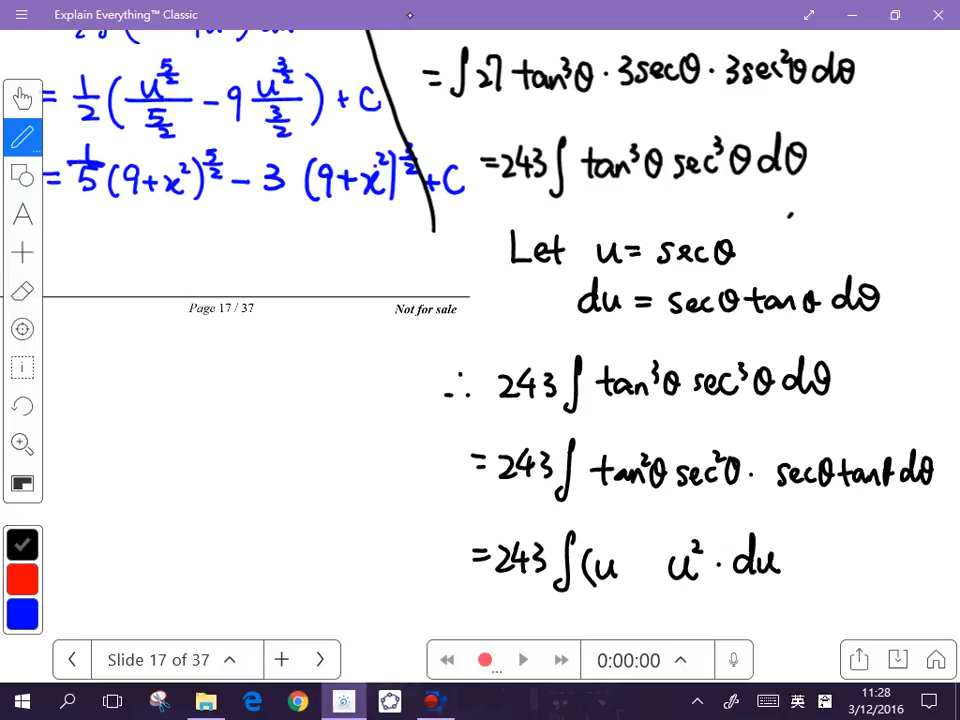 Explain Everything™ Classic
= 1/2 (u^(5/2)/(5/2) - 9 u^(3/2)/(3/2)) + C
= 1/5 (9+x²)^(5/2) - 3 (9+x²)^(3/2) + C
Page 17 / 37
Not for sale
= ∫ 27 tan³θ · 3secθ · 3sec²θ dθ
= 243 ∫ tan³θ sec³θ dθ
Let u = secθ
du = secθ tanθ dθ
∴ 243 ∫ tan³θ sec³θ dθ
= 243 ∫ tan²θ sec²θ · secθ tanθ dθ
= 243 ∫ (u u² · du
Slide 17 of 37
0:00:00
英
11:28
3/12/2016